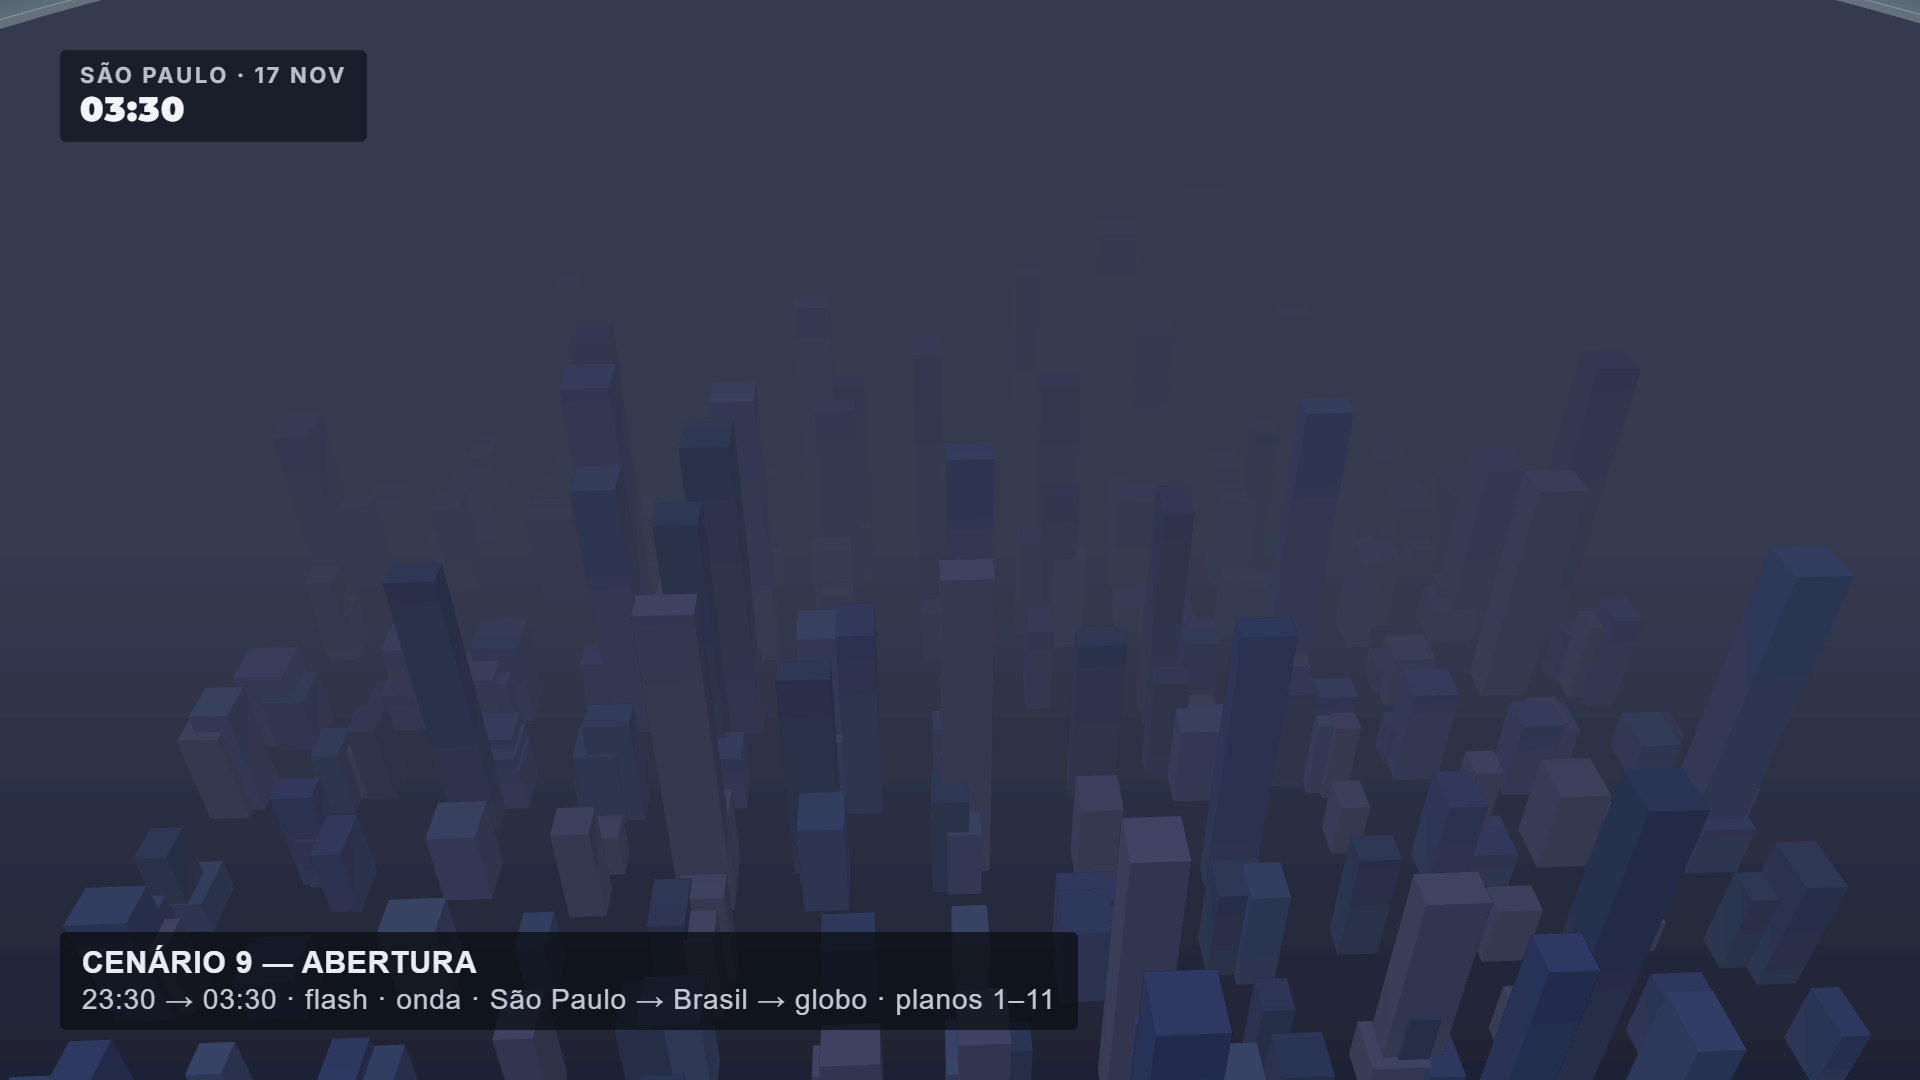 SÃO PAULO · 17 NOV
03:30
CENÁRIO 9 — ABERTURA
23:30 → 03:30 · flash · onda · São Paulo → Brasil → globo · planos 1–11